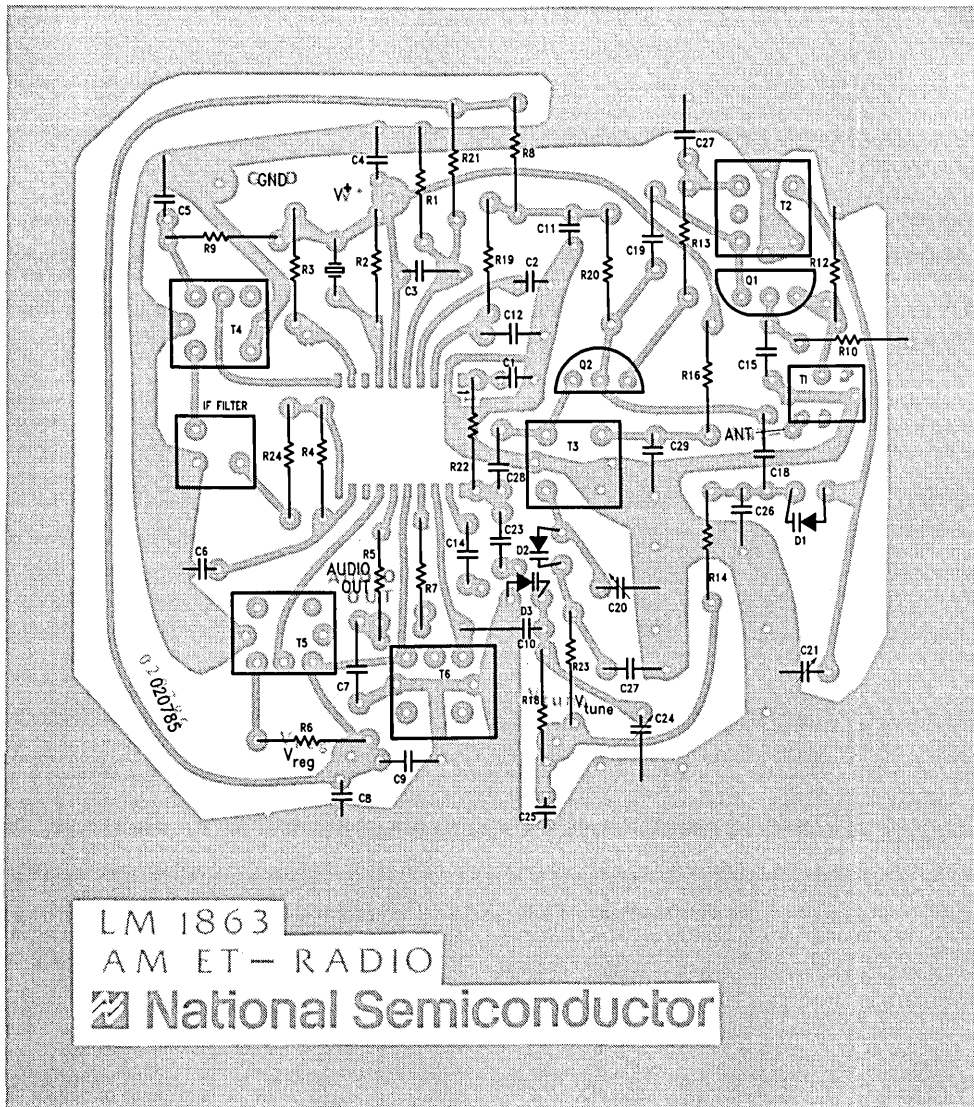 C4
R8
R21
C27
GND
V+
R1
T2
C5
R9
R3
R2
C3
R19
C2
C11
R20
C19
R13
R12
Q1
T4
C12
C15
R10
C1
Q2
R16
T1
IF FILTER
ANT
R24
R4
R22
C28
T3
C29
C18
C26
D1
C6
R5
C14
C23
D2
AUDIO
OUT
R7
R14
C20
D3
C10
T5
C7
T6
R23
C27
C21
020785
R18
Vtune
C24
R6
Vreg
C9
C8
C25
LM 1863
AM ET-RADIO
National Semiconductor